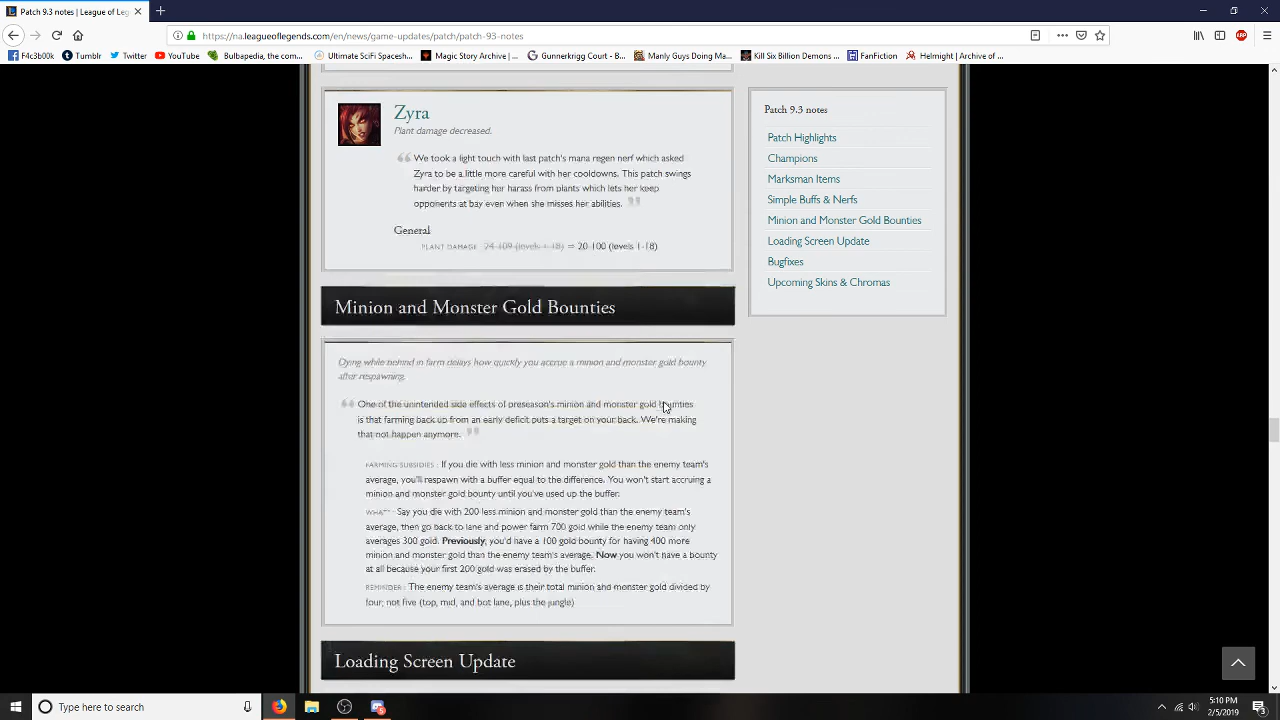 Patch 9.3 notes | League of Leg
https://na.leagueoflegends.com/en/news/game-updates/patch/patch-93-notes
F4c3b00k Tumblr Twitter YouTube Bulbapedia, the com... Ultimate SciFi Spacesh... Magic Story Archive |... Gunnerkrigg Court - B... Manly Guys Doing Ma... Kill Six Billion Demon ... FanFiction Helmight | Archive of ...
Zyra
Plant damage decreased.
We took a light touch with last patch's mana regen nerf which asked
Zyra to be a little more careful with her cooldowns. This patch swings
harder by targeting her harass from plants which lets her keep
opponents at bay even when she misses her abilities.
General
PLANT DAMAGE 24-109 (levels 1-18) ⇒ 20-100 (levels 1-18)
Minion and Monster Gold Bounties
Dying while behind in farm delays how quickly you accrue a minion and monster gold bounty
after respawning.
One of the unintended side effects of preseason's minion and monster gold bounties
is that farming back up from an early deficit puts a target on your back. We're making
that not happen anymore.
FARMING SUBSIDIES : If you die with less minion and monster gold than the enemy team's
average, you'll respawn with a buffer equal to the difference. You won't start accruing a
minion and monster gold bounty until you've used up the buffer.
Say you die with 200 less minion and monster gold than the enemy team's
average, then go back to lane and power farm 700 gold while the enemy team only
averages 300 gold. Previously, you'd have a 100 gold bounty for having 400 more
minion and monster gold than the enemy team's average. Now you won't have a bounty
at all because your first 200 gold was erased by the buffer.
REMINDER : The enemy team's average is their total minion and monster gold divided by
four, not five (top, mid, and bot lane, plus the jungle)
Loading Screen Update
Patch 9.3 notes
Patch Highlights
Champions
Marksman Items
Simple Buffs & Nerfs
Minion and Monster Gold Bounties
Loading Screen Update
Bugfixes
Upcoming Skins & Chromas
Type here to search
5:10 PM
2/5/2019